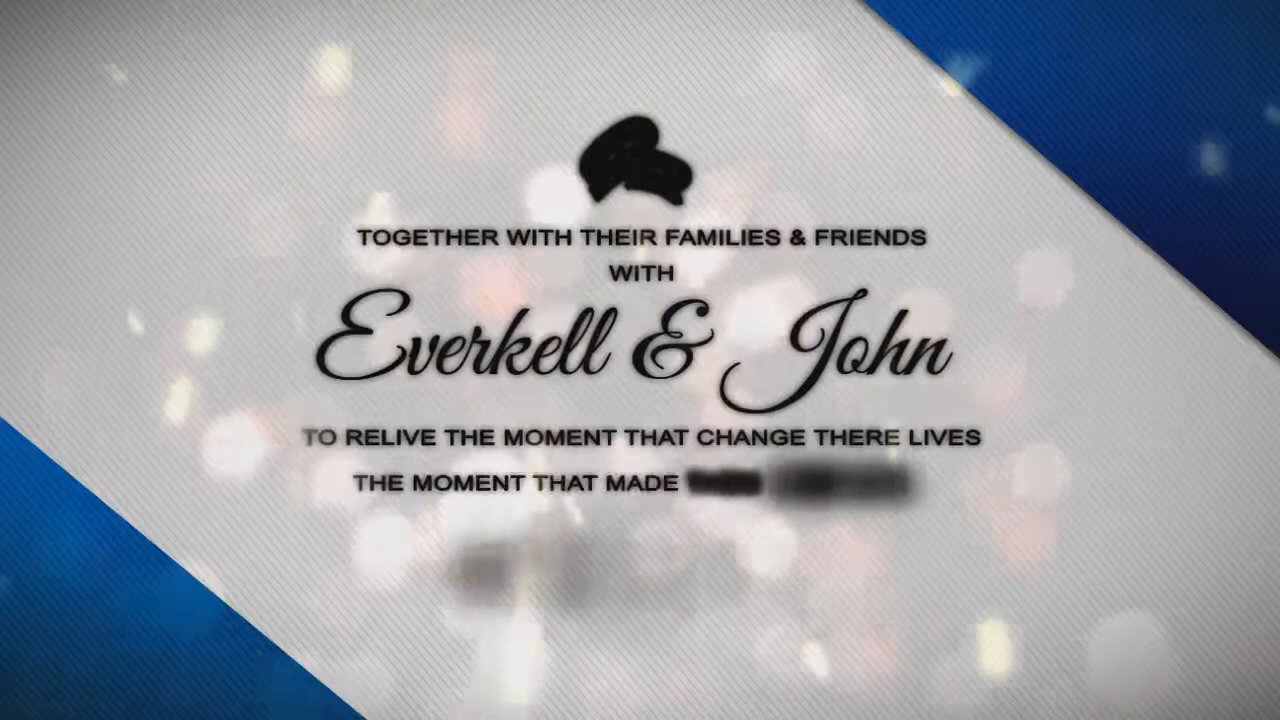 TOGETHER WITH THEIR FAMILIES & FRIENDS
WITH
Everkell & John
TO RELIVE THE MOMENT THAT CHANGE THERE LIVES
THE MOMENT THAT MADE